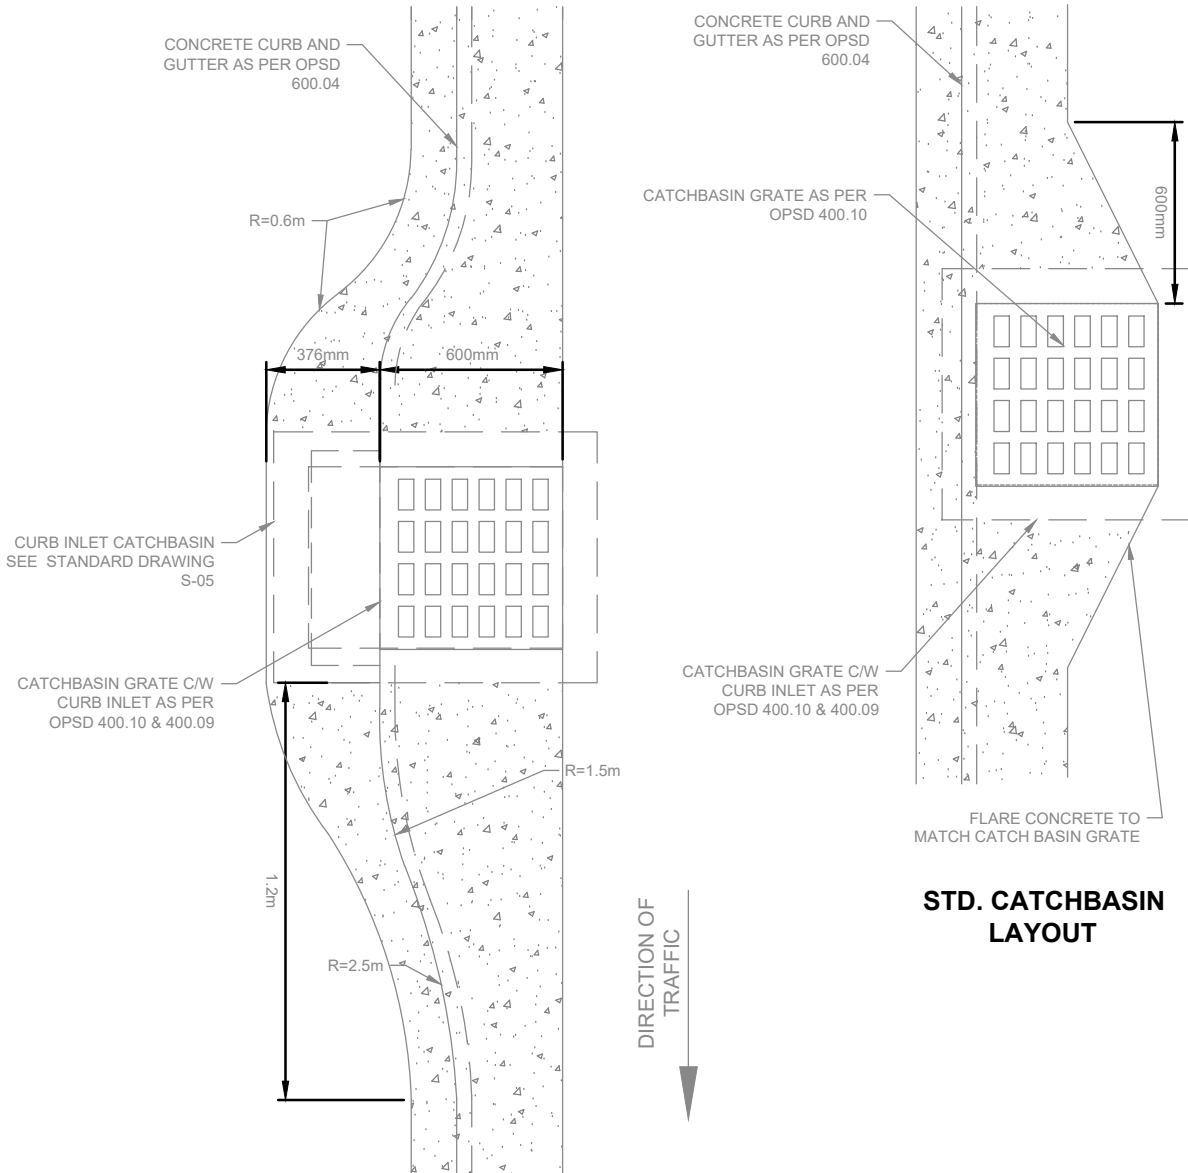 CONCRETE CURB AND
GUTTER AS PER OPSD
600.04
R=0.6m
376mm
600mm
CURB INLET CATCHBASIN
SEE STANDARD DRAWING
S-05
CATCHBASIN GRATE C/W
CURB INLET AS PER
OPSD 400.10 & 400.09
R=1.5m
1.2m
R=2.5m
DIRECTION OF
TRAFFIC
CONCRETE CURB AND
GUTTER AS PER OPSD
600.04
CATCHBASIN GRATE AS PER
OPSD 400.10
600mm
CATCHBASIN GRATE C/W
CURB INLET AS PER
OPSD 400.10 & 400.09
FLARE CONCRETE TO
MATCH CATCH BASIN GRATE
STD. CATCHBASIN
LAYOUT